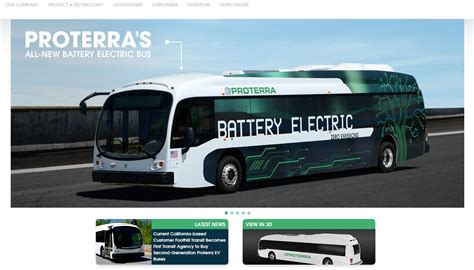 OUR COMPANY PRODUCT & TECHNOLOGY ADVANTAGES CUSTOMERS INVESTORS NEWS CENTER
PROTERRA'S
ALL-NEW BATTERY ELECTRIC BUS
PROTERRA
BATTERY ELECTRIC
ZERO EMISSIONS
LATEST NEWS
Current California-based
Customer Foothill Transit Becomes
First Transit Agency to Buy
Second-Generation Proterra EV
Buses
VIEW IN 3D
PROTERRA